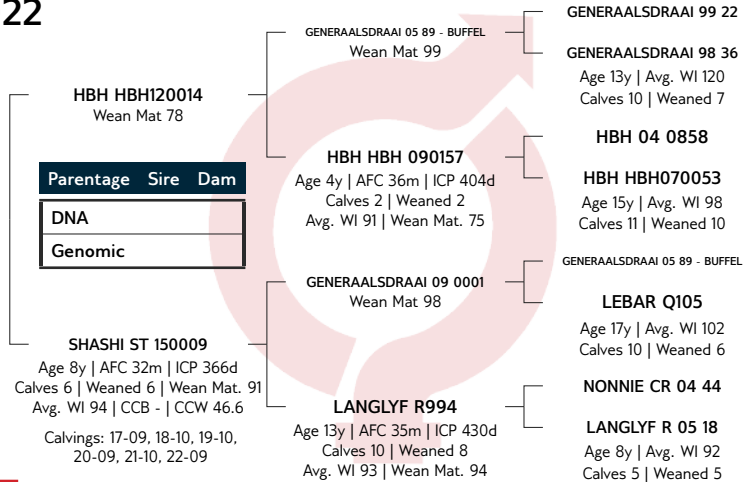 22
GENERAALSDRAAI 99 22
GENERAALSDRAAI 05 89 - BUFFEL
Wean Mat 99
GENERAALSDRAAI 98 36
Age 13y | Avg. WI 120
Calves 10 | Weaned 7
HBH HBH120014
Wean Mat 78
HBH 04 0858
HBH HBH 090157
Age 4y | AFC 36m | ICP 404d
Calves 2 | Weaned 2
Avg. WI 91 | Wean Mat. 75
HBH HBH070053
Age 15y | Avg. WI 98
Calves 11 | Weaned 10
Parentage Sire Dam
DNA
Genomic
GENERAALSDRAAI 05 89 - BUFFEL
GENERAALSDRAAI 09 0001
Wean Mat 98
LEBAR Q105
Age 17y | Avg. WI 102
Calves 10 | Weaned 6
SHASHI ST 150009
Age 8y | AFC 32m | ICP 366d
Calves 6 | Weaned 6 | Wean Mat. 91
Avg. WI 94 | CCB - | CCW 46.6
Calvings: 17-09, 18-10, 19-10,
20-09, 21-10, 22-09
NONNIE CR 04 44
LANGLYF R994
Age 13y | AFC 35m | ICP 430d
Calves 10 | Weaned 8
Avg. WI 93 | Wean Mat. 94
LANGLYF R 05 18
Age 8y | Avg. WI 92
Calves 5 | Weaned 5